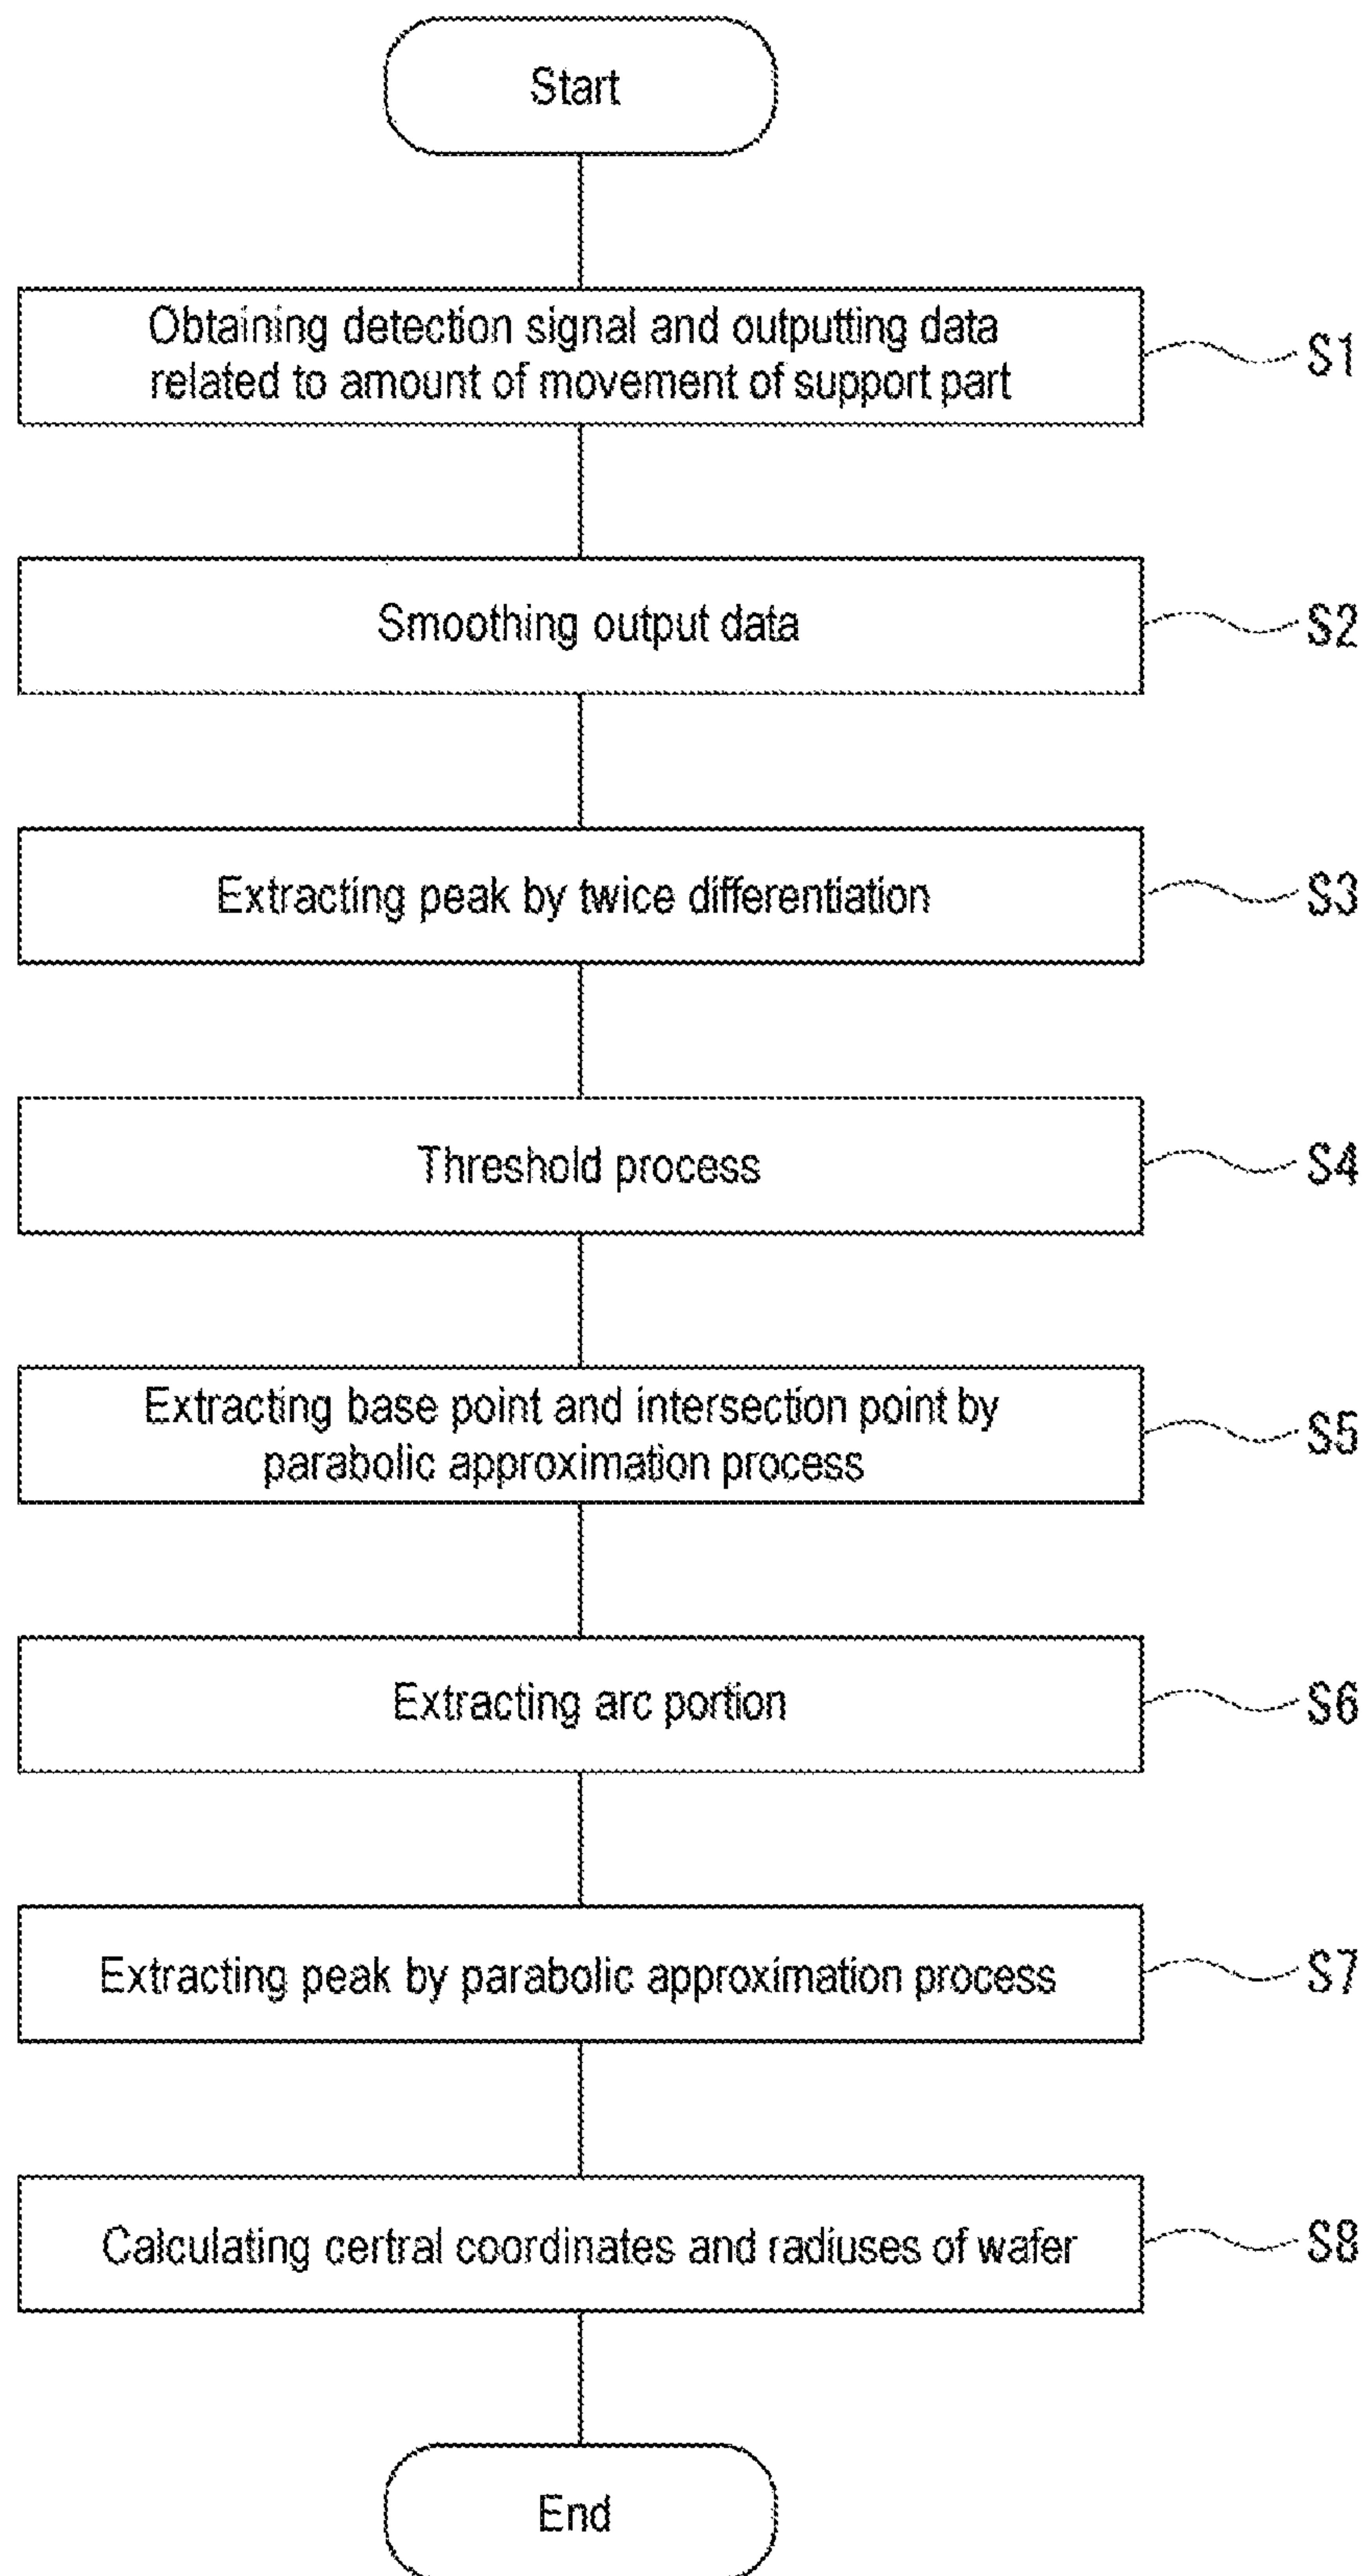 Start
Obtaining detection signal and outputting data
related to amount of movement of support part
S1
Smoothing output data
S2
Extracting peak by twice differentiation
S3
Threshold process
S4
Extracting base point and intersection point by
parabolic approximation process
S5
Extracting arc portion
S6
Extracting peak by parabolic approximation process
S7
Calculating certral coordinates and radiuses of wafer
S8
End